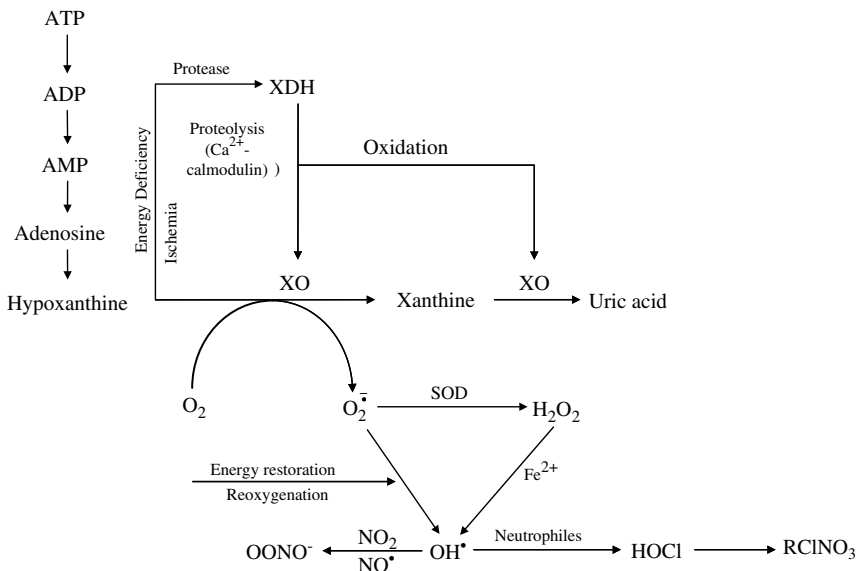 ATP
ADP
AMP
Adenosine
Hypoxanthine
Energy Deficiency
Ischemia
Protease
XDH
Proteolysis
(Ca2+-
calmodulin) )
Oxidation
XO
Xanthine
XO
Uric acid
O2
O2•̄
SOD
H2O2
Energy restoration
Reoxygenation
Fe2+
OONO-
NO2
NO•
OH•
Neutrophiles
HOCl
RClNO3